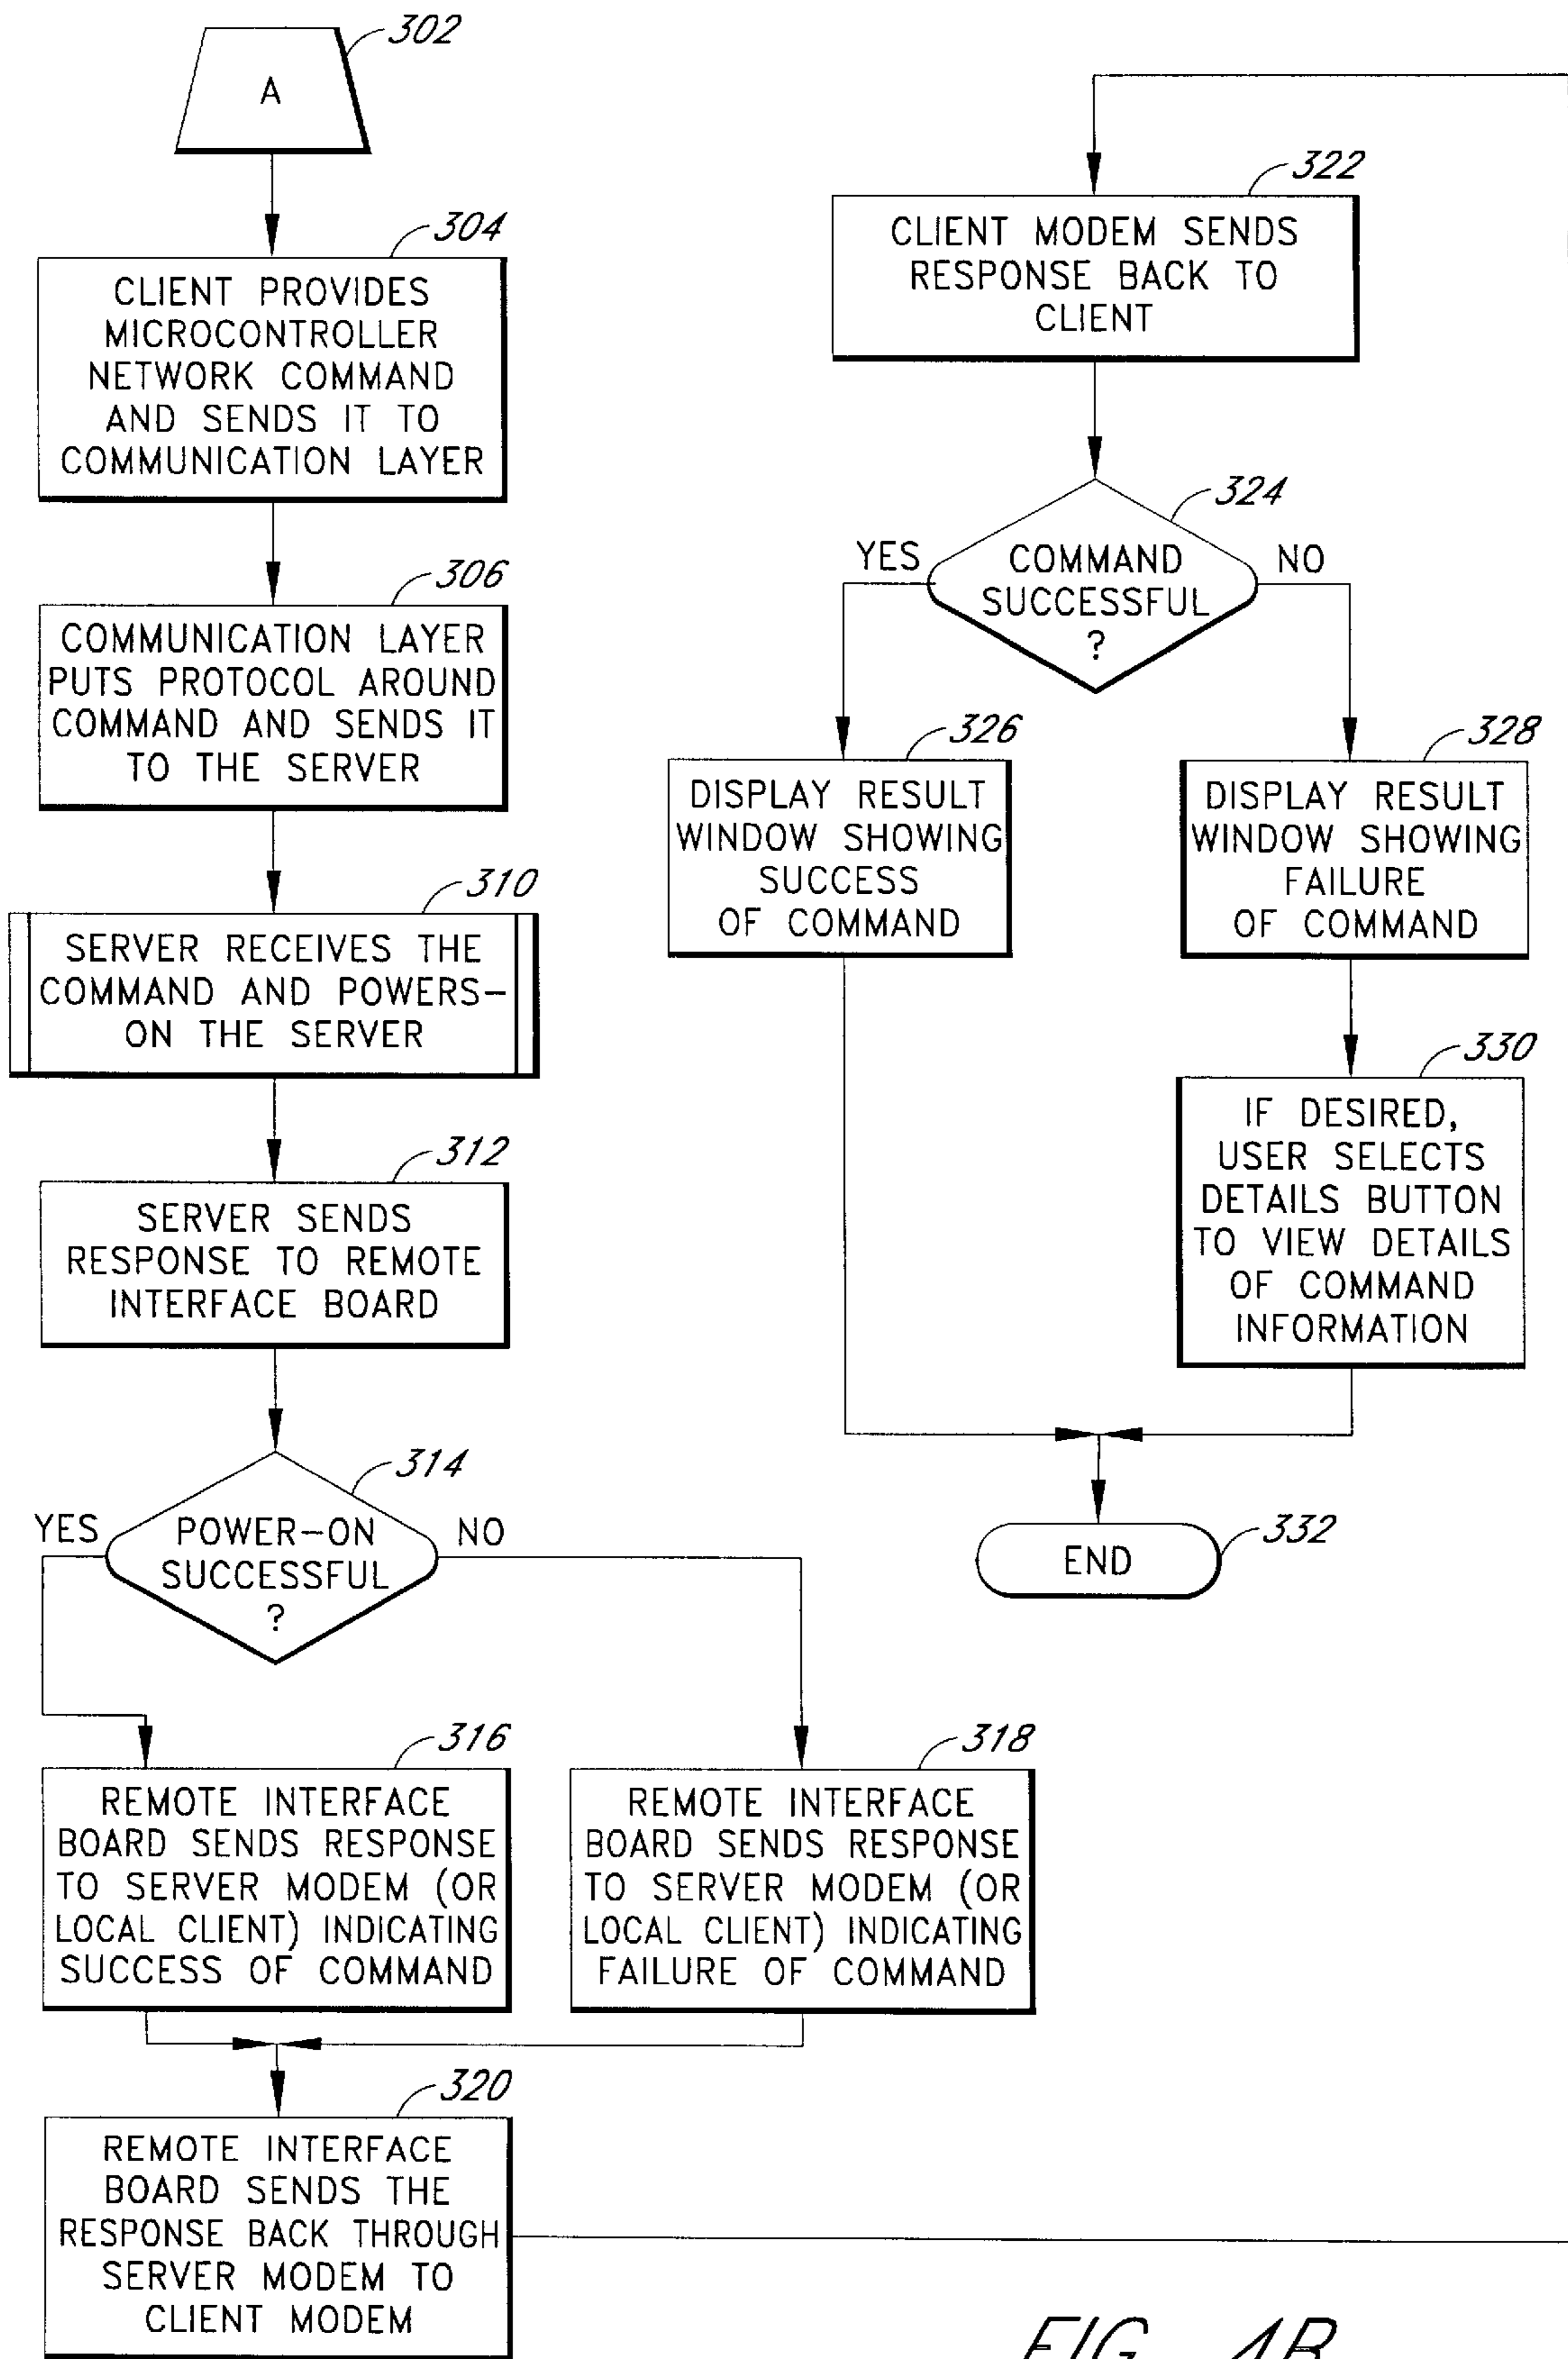 302
A
304
CLIENT PROVIDES
MICROCONTROLLER
NETWORK COMMAND
AND SENDS IT TO
COMMUNICATION LAYER
306
COMMUNICATION LAYER
PUTS PROTOCOL AROUND
COMMAND AND SENDS IT
TO THE SERVER
310
SERVER RECEIVES THE
COMMAND AND POWERS-
ON THE SERVER
312
SERVER SENDS
RESPONSE TO REMOTE
INTERFACE BOARD
314
YES
POWER-ON
SUCCESSFUL
?
NO
316
REMOTE INTERFACE
BOARD SENDS RESPONSE
TO SERVER MODEM (OR
LOCAL CLIENT) INDICATING
SUCCESS OF COMMAND
318
REMOTE INTERFACE
BOARD SENDS RESPONSE
TO SERVER MODEM (OR
LOCAL CLIENT) INDICATING
FAILURE OF COMMAND
320
REMOTE INTERFACE
BOARD SENDS THE
RESPONSE BACK THROUGH
SERVER MODEM TO
CLIENT MODEM
322
CLIENT MODEM SENDS
RESPONSE BACK TO
CLIENT
324
YES
COMMAND
SUCCESSFUL
?
NO
326
DISPLAY RESULT
WINDOW SHOWING
SUCCESS
OF COMMAND
328
DISPLAY RESULT
WINDOW SHOWING
FAILURE
OF COMMAND
330
IF DESIRED,
USER SELECTS
DETAILS BUTTON
TO VIEW DETAILS
OF COMMAND
INFORMATION
END
332
FIG. 4B